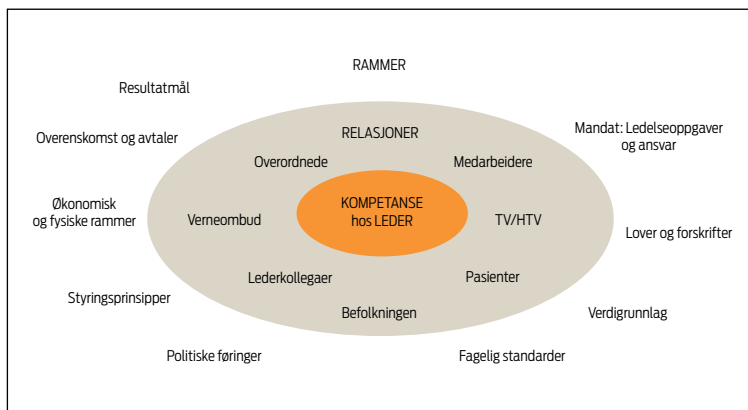 RAMMER
Resultatmål
Overenskomst og avtaler
RELASJONER
Mandat: Ledelseoppgaver
og ansvar
Overordnede
Medarbeidere
Økonomisk
og fysiske rammer
Verneombud
KOMPETANSE
hos LEDER
TV/HTV
Lover og forskrifter
Lederkollegaer
Pasienter
Styringsprinsipper
Befolkningen
Verdigrunnlag
Politiske føringer
Fagelig standarder